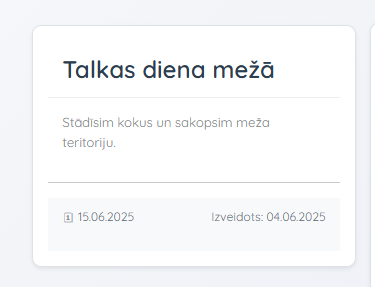 Talkas diena mežā
Stādīsim kokus un sakopsim meža
teritoriju.
15.06.2025 Izveidots: 04.06.2025